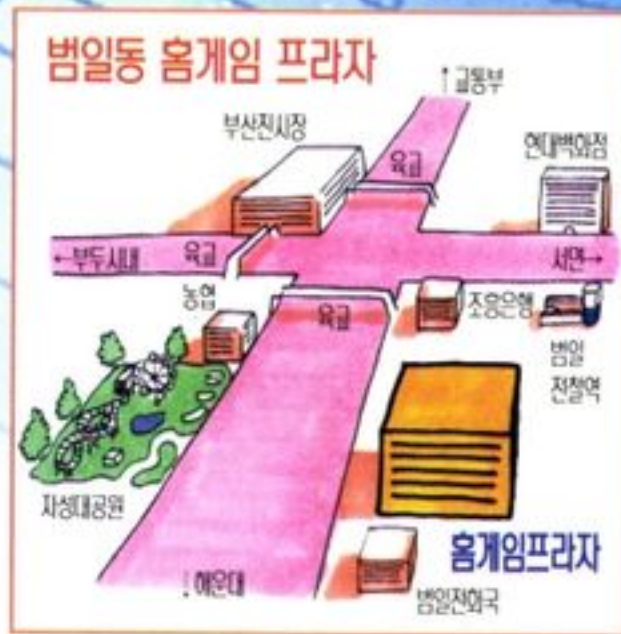 범일동 홈게임 프라자
↑교통부
부산진시장
현대백화점
육교
←부두시내
육교
서면→
농협
육교
조흥은행
범일
전철역
자성대공원
홈게임프라자
↓해운대
범일전화국